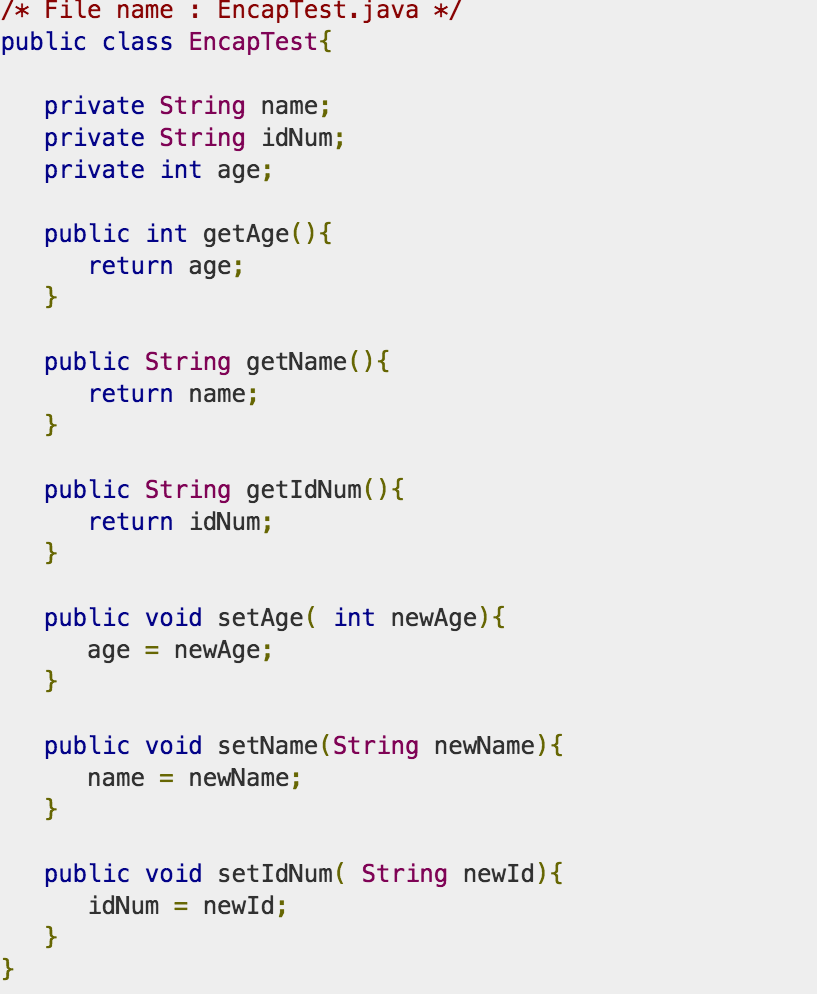 /* File name : EncapTest.java */
public class EncapTest{

   private String name;
   private String idNum;
   private int age;

   public int getAge(){
      return age;
   }

   public String getName(){
      return name;
   }

   public String getIdNum(){
      return idNum;
   }

   public void setAge( int newAge){
      age = newAge;
   }

   public void setName(String newName){
      name = newName;
   }

   public void setIdNum( String newId){
      idNum = newId;
   }
}